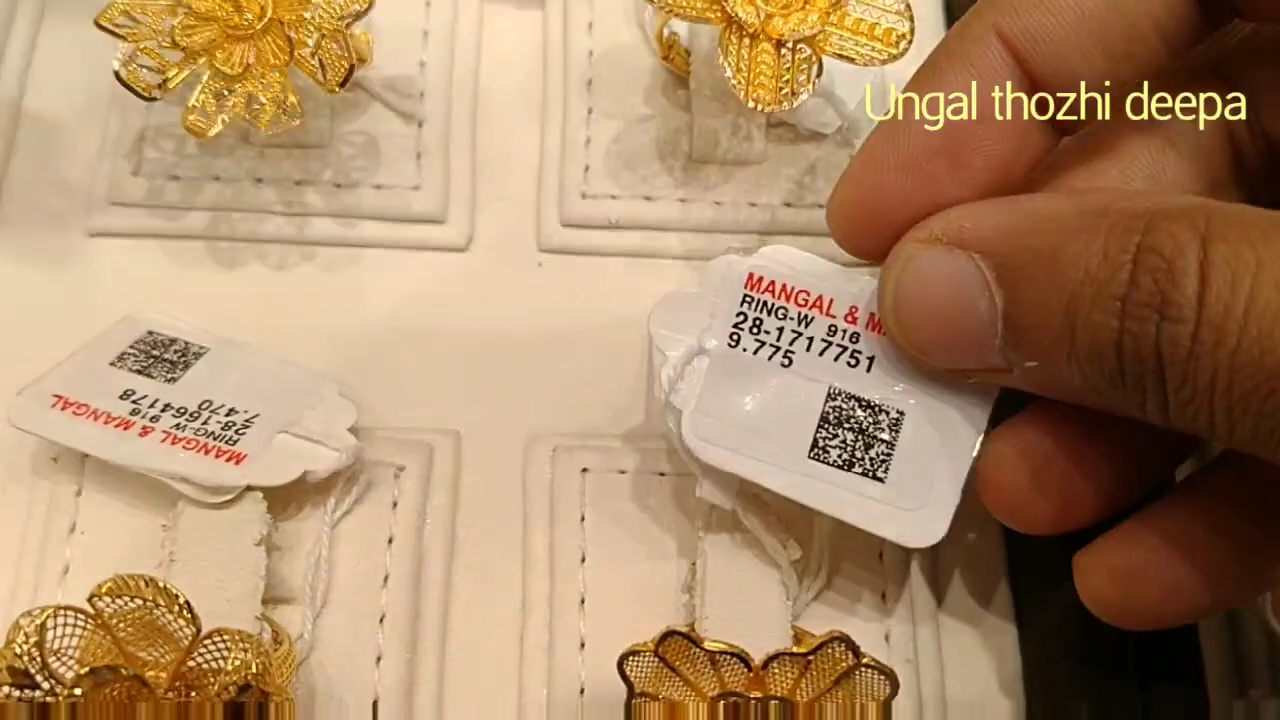 Ungal thozhi deepa
MANGAL & M
RING-W 916
28-1717751
9.775
MANGAL & MANGAL
RING-W 916
28-1664178
7.470